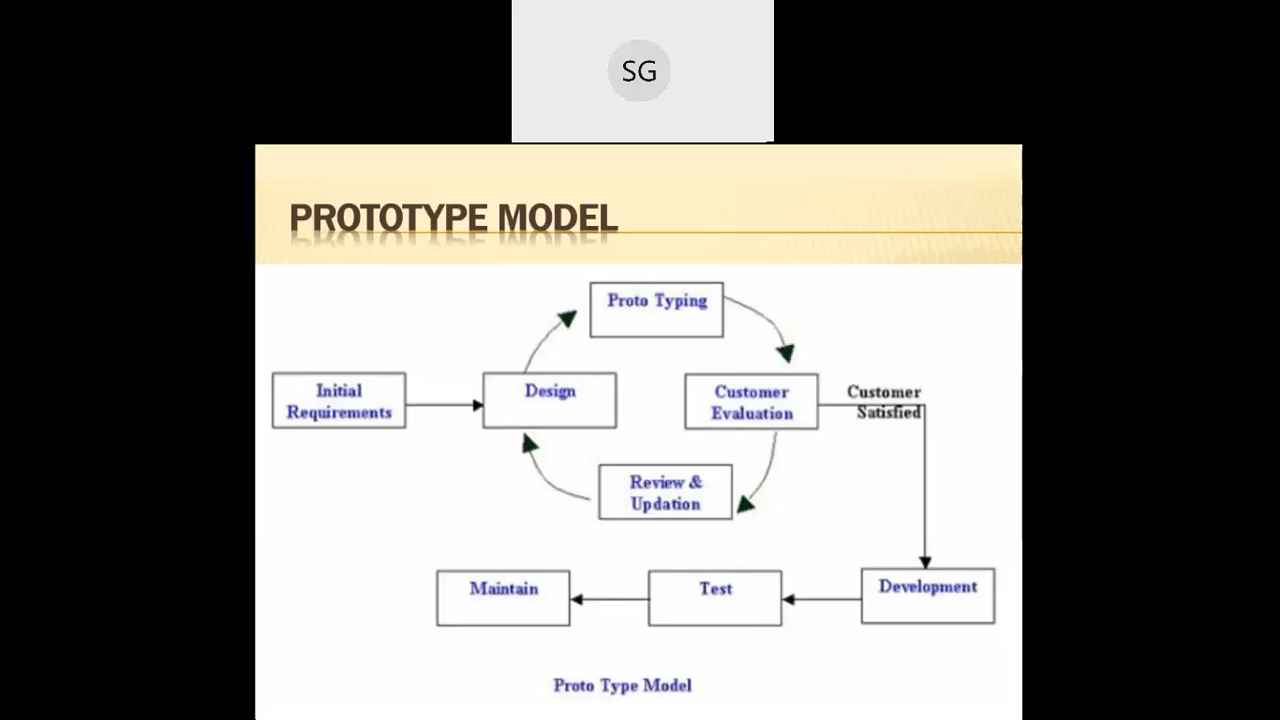 SG
PROTOTYPE MODEL
Proto Typing
Initial
Requirements
Design
Customer
Evaluation
Customer
Satisfied
Review &
Updation
Maintain
Test
Development
Proto Type Model